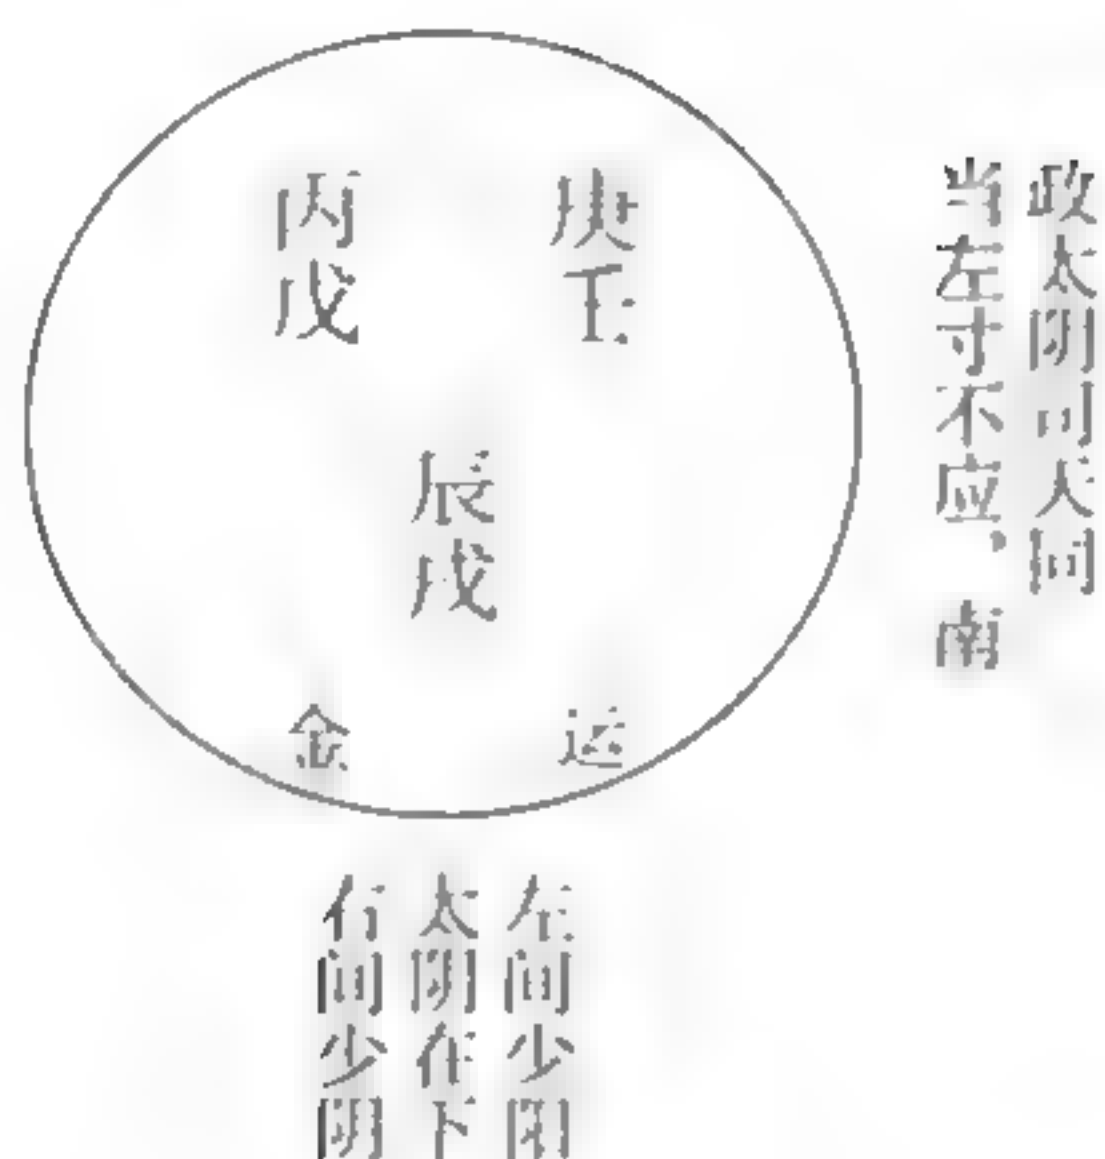 政太阴司天同
当左寸不应，南
庚壬
丙戊
辰戌
运
金
左间少阳
太阴在下
右间少阴